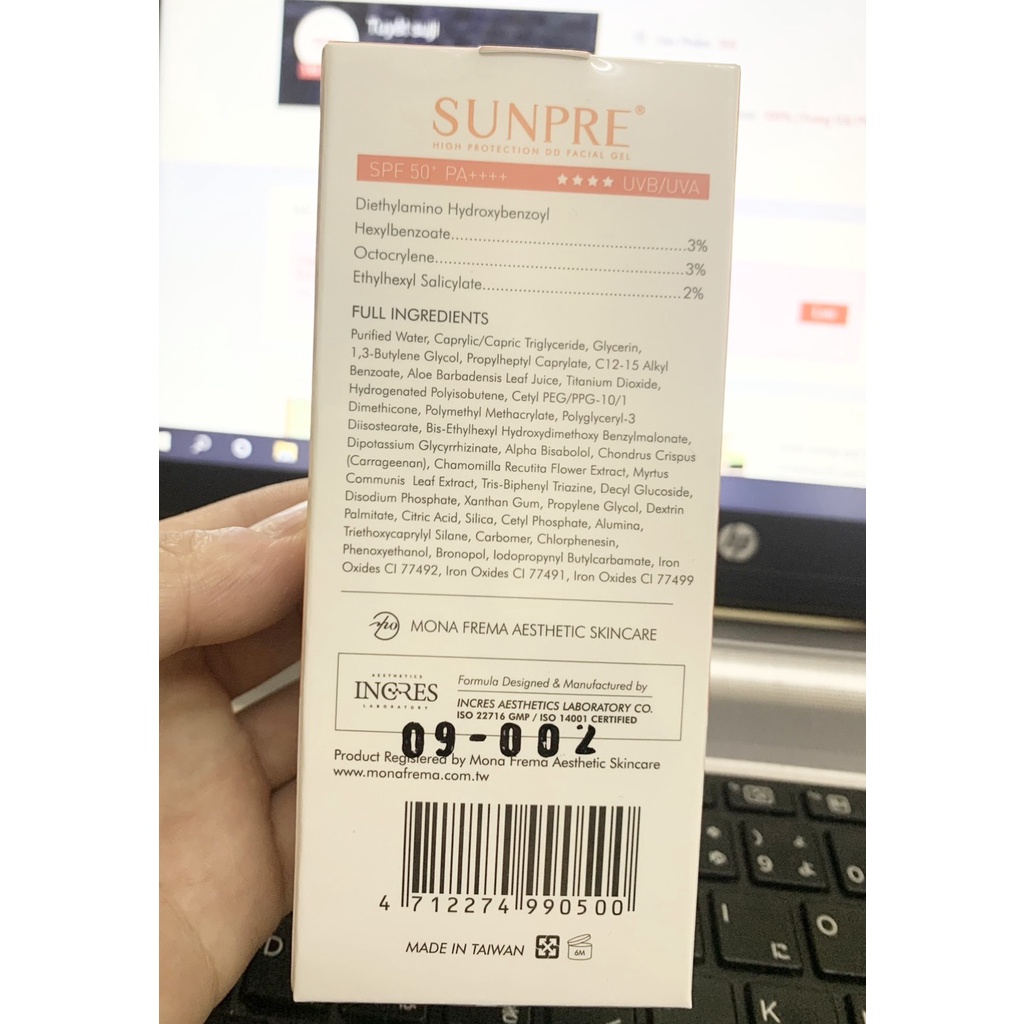 Tuyết suji
SUNPRE®
HIGH PROTECTION DD FACIAL GEL
SPF 50+ PA++++ ★★★★ UVB/UVA
Diethylamino Hydroxybenzoyl
Hexylbenzoate..........................................3%
Octocrylene.............................................3%
Ethylhexyl Salicylate....................................2%
FULL INGREDIENTS
Purified Water, Caprylic/Capric Triglyceride, Glycerin,
1,3-Butylene Glycol, Propylheptyl Caprylate, C12-15 Alkyl
Benzoate, Aloe Barbadensis Leaf Juice, Titanium Dioxide,
Hydrogenated Polyisobutene, Cetyl PEG/PPG-10/1
Dimethicone, Polymethyl Methacrylate, Polyglyceryl-3
Diisostearate, Bis-Ethylhexyl Hydroxydimethoxy Benzylmalonate,
Dipotassium Glycyrrhizinate, Alpha Bisabolol, Chondrus Crispus
(Carrageenan), Chamomilla Recutita Flower Extract, Myrtus
Communis Leaf Extract, Tris-Biphenyl Triazine, Decyl Glucoside,
Disodium Phosphate, Xanthan Gum, Propylene Glycol, Dextrin
Palmitate, Citric Acid, Silica, Cetyl Phosphate, Alumina,
Triethoxycaprylyl Silane, Carbomer, Chlorphenesin,
Phenoxyethanol, Bronopol, Iodopropynyl Butylcarbamate, Iron
Oxides CI 77492, Iron Oxides CI 77491, Iron Oxides CI 77499
MONA FREMA AESTHETIC SKINCARE
AESTHETICS
INCRES
LABORATORY
Formula Designed & Manufactured by
INCRES AESTHETICS LABORATORY CO.
ISO 22716 GMP / ISO 14001 CERTIFIED
09-002
Product Registered by Mona Frema Aesthetic Skincare
www.monafrema.com.tw
4 712274 990500
MADE IN TAIWAN
6M
hp
9
O
I
K
D